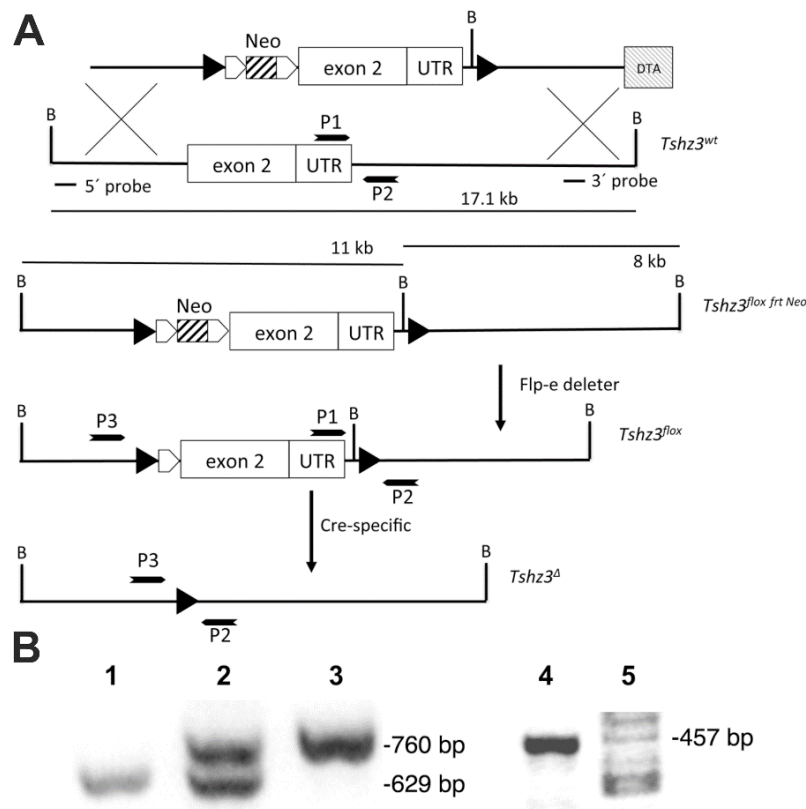 A
Neo
B
exon 2 UTR
DTA
B
P1
B
Tshz3wt
exon 2 UTR
5´ probe
P2
3´ probe
17.1 kb
11 kb
8 kb
B
Neo
B
B
Tshz3flox frt Neo
exon 2 UTR
Flp-e deleter
B
P3
P1
B
B
Tshz3flox
exon 2 UTR
P2
Cre-specific
B
P3
B
Tshz3Δ
P2
B
1 2 3 4 5
-760 bp
-457 bp
-629 bp